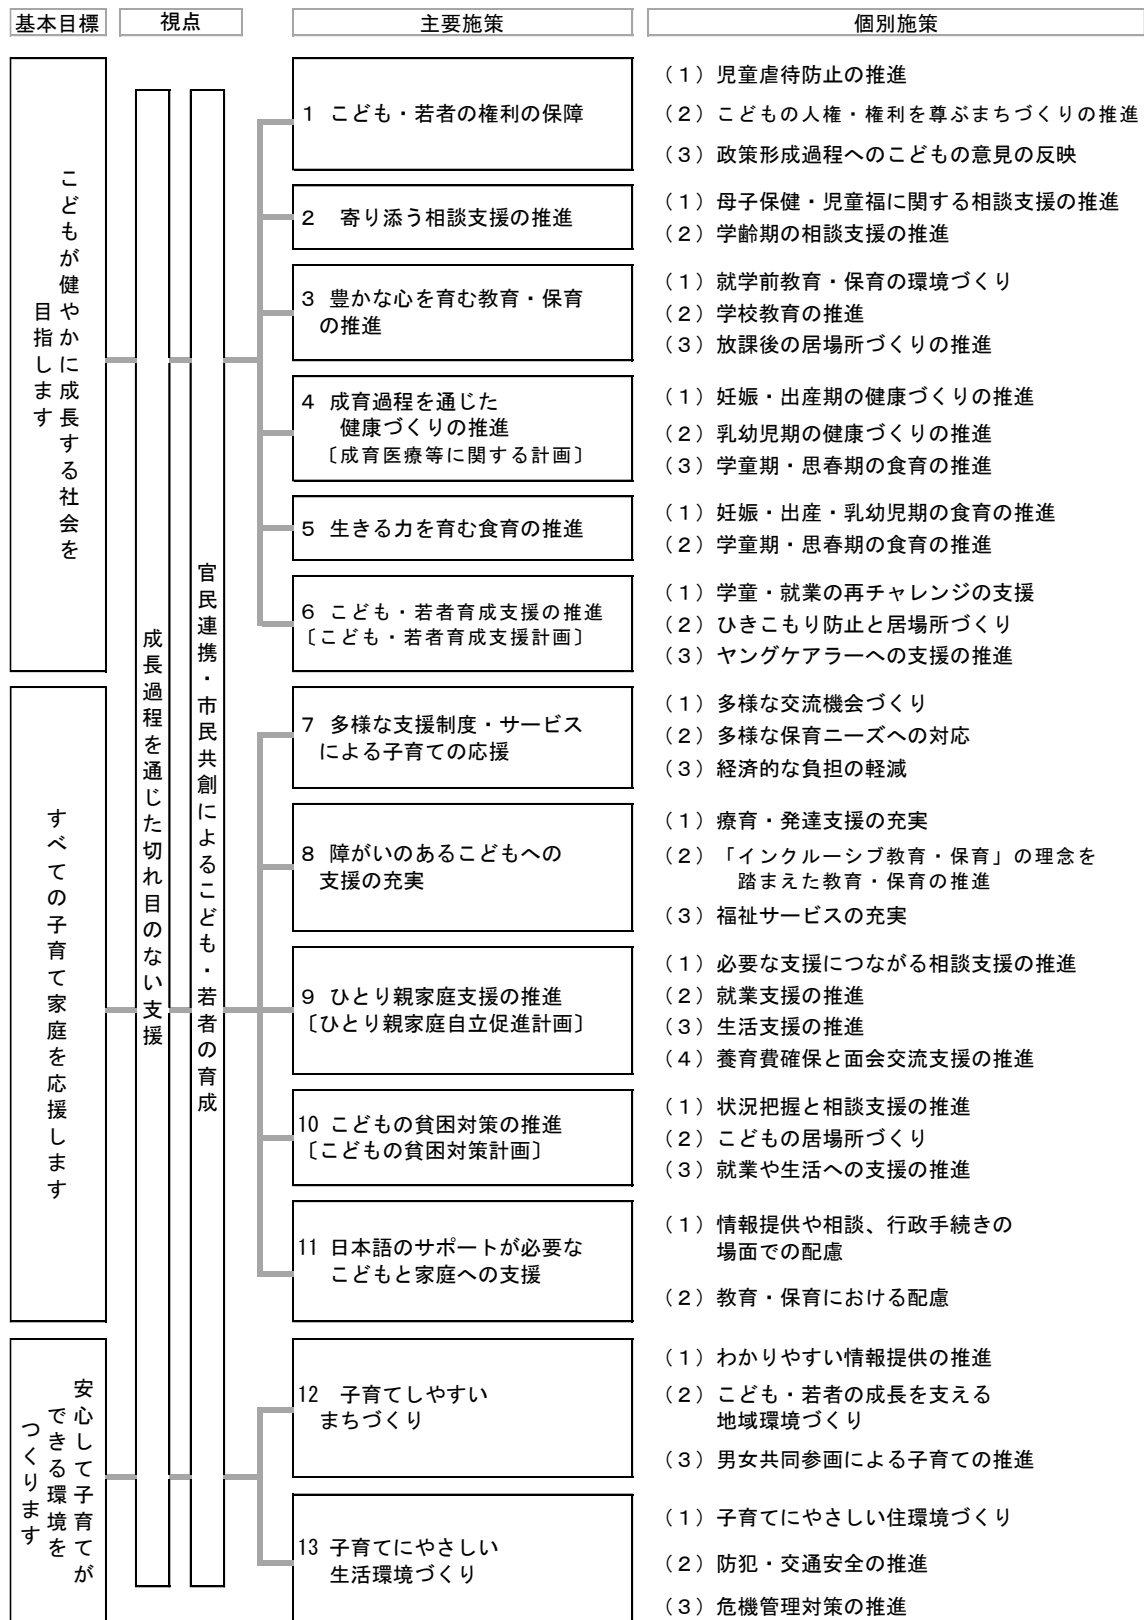 基本目標
視点
主要施策
個別施策
こどもが健やかに成長する社会を
目指します
すべての子育て家庭を応援します
安心して子育てが
できる環境を
つくります
成長過程を通じた切れ目のない支援
官民連携・市民共創によるこども・若者の育成
1 こども・若者の権利の保障
（１）児童虐待防止の推進
（２）こどもの人権・権利を尊ぶまちづくりの推進
（３）政策形成過程へのこどもの意見の反映
2 寄り添う相談支援の推進
（１）母子保健・児童福に関する相談支援の推進
（２）学齢期の相談支援の推進
3 豊かな心を育む教育・保育
の推進
（１）就学前教育・保育の環境づくり
（２）学校教育の推進
（３）放課後の居場所づくりの推進
4 成育過程を通じた
健康づくりの推進
〔成育医療等に関する計画〕
（１）妊娠・出産期の健康づくりの推進
（２）乳幼児期の健康づくりの推進
（３）学童期・思春期の食育の推進
5 生きる力を育む食育の推進
（１）妊娠・出産・乳幼児期の食育の推進
（２）学童期・思春期の食育の推進
6 こども・若者育成支援の推進
〔こども・若者育成支援計画〕
（１）学童・就業の再チャレンジの支援
（２）ひきこもり防止と居場所づくり
（３）ヤングケアラーへの支援の推進
7 多様な支援制度・サービス
による子育ての応援
（１）多様な交流機会づくり
（２）多様な保育ニーズへの対応
（３）経済的な負担の軽減
8 障がいのあるこどもへの
支援の充実
（１）療育・発達支援の充実
（２）「インクルーシブ教育・保育」の理念を
踏まえた教育・保育の推進
（３）福祉サービスの充実
9 ひとり親家庭支援の推進
〔ひとり親家庭自立促進計画〕
（１）必要な支援につながる相談支援の推進
（２）就業支援の推進
（３）生活支援の推進
（４）養育費確保と面会交流支援の推進
10 こどもの貧困対策の推進
〔こどもの貧困対策計画〕
（１）状況把握と相談支援の推進
（２）こどもの居場所づくり
（３）就業や生活への支援の推進
11 日本語のサポートが必要な
こどもと家庭への支援
（１）情報提供や相談、行政手続きの
場面での配慮
（２）教育・保育における配慮
12 子育てしやすい
まちづくり
（１）わかりやすい情報提供の推進
（２）こども・若者の成長を支える
地域環境づくり
（３）男女共同参画による子育ての推進
13 子育てにやさしい
生活環境づくり
（１）子育てにやさしい住環境づくり
（２）防犯・交通安全の推進
（３）危機管理対策の推進